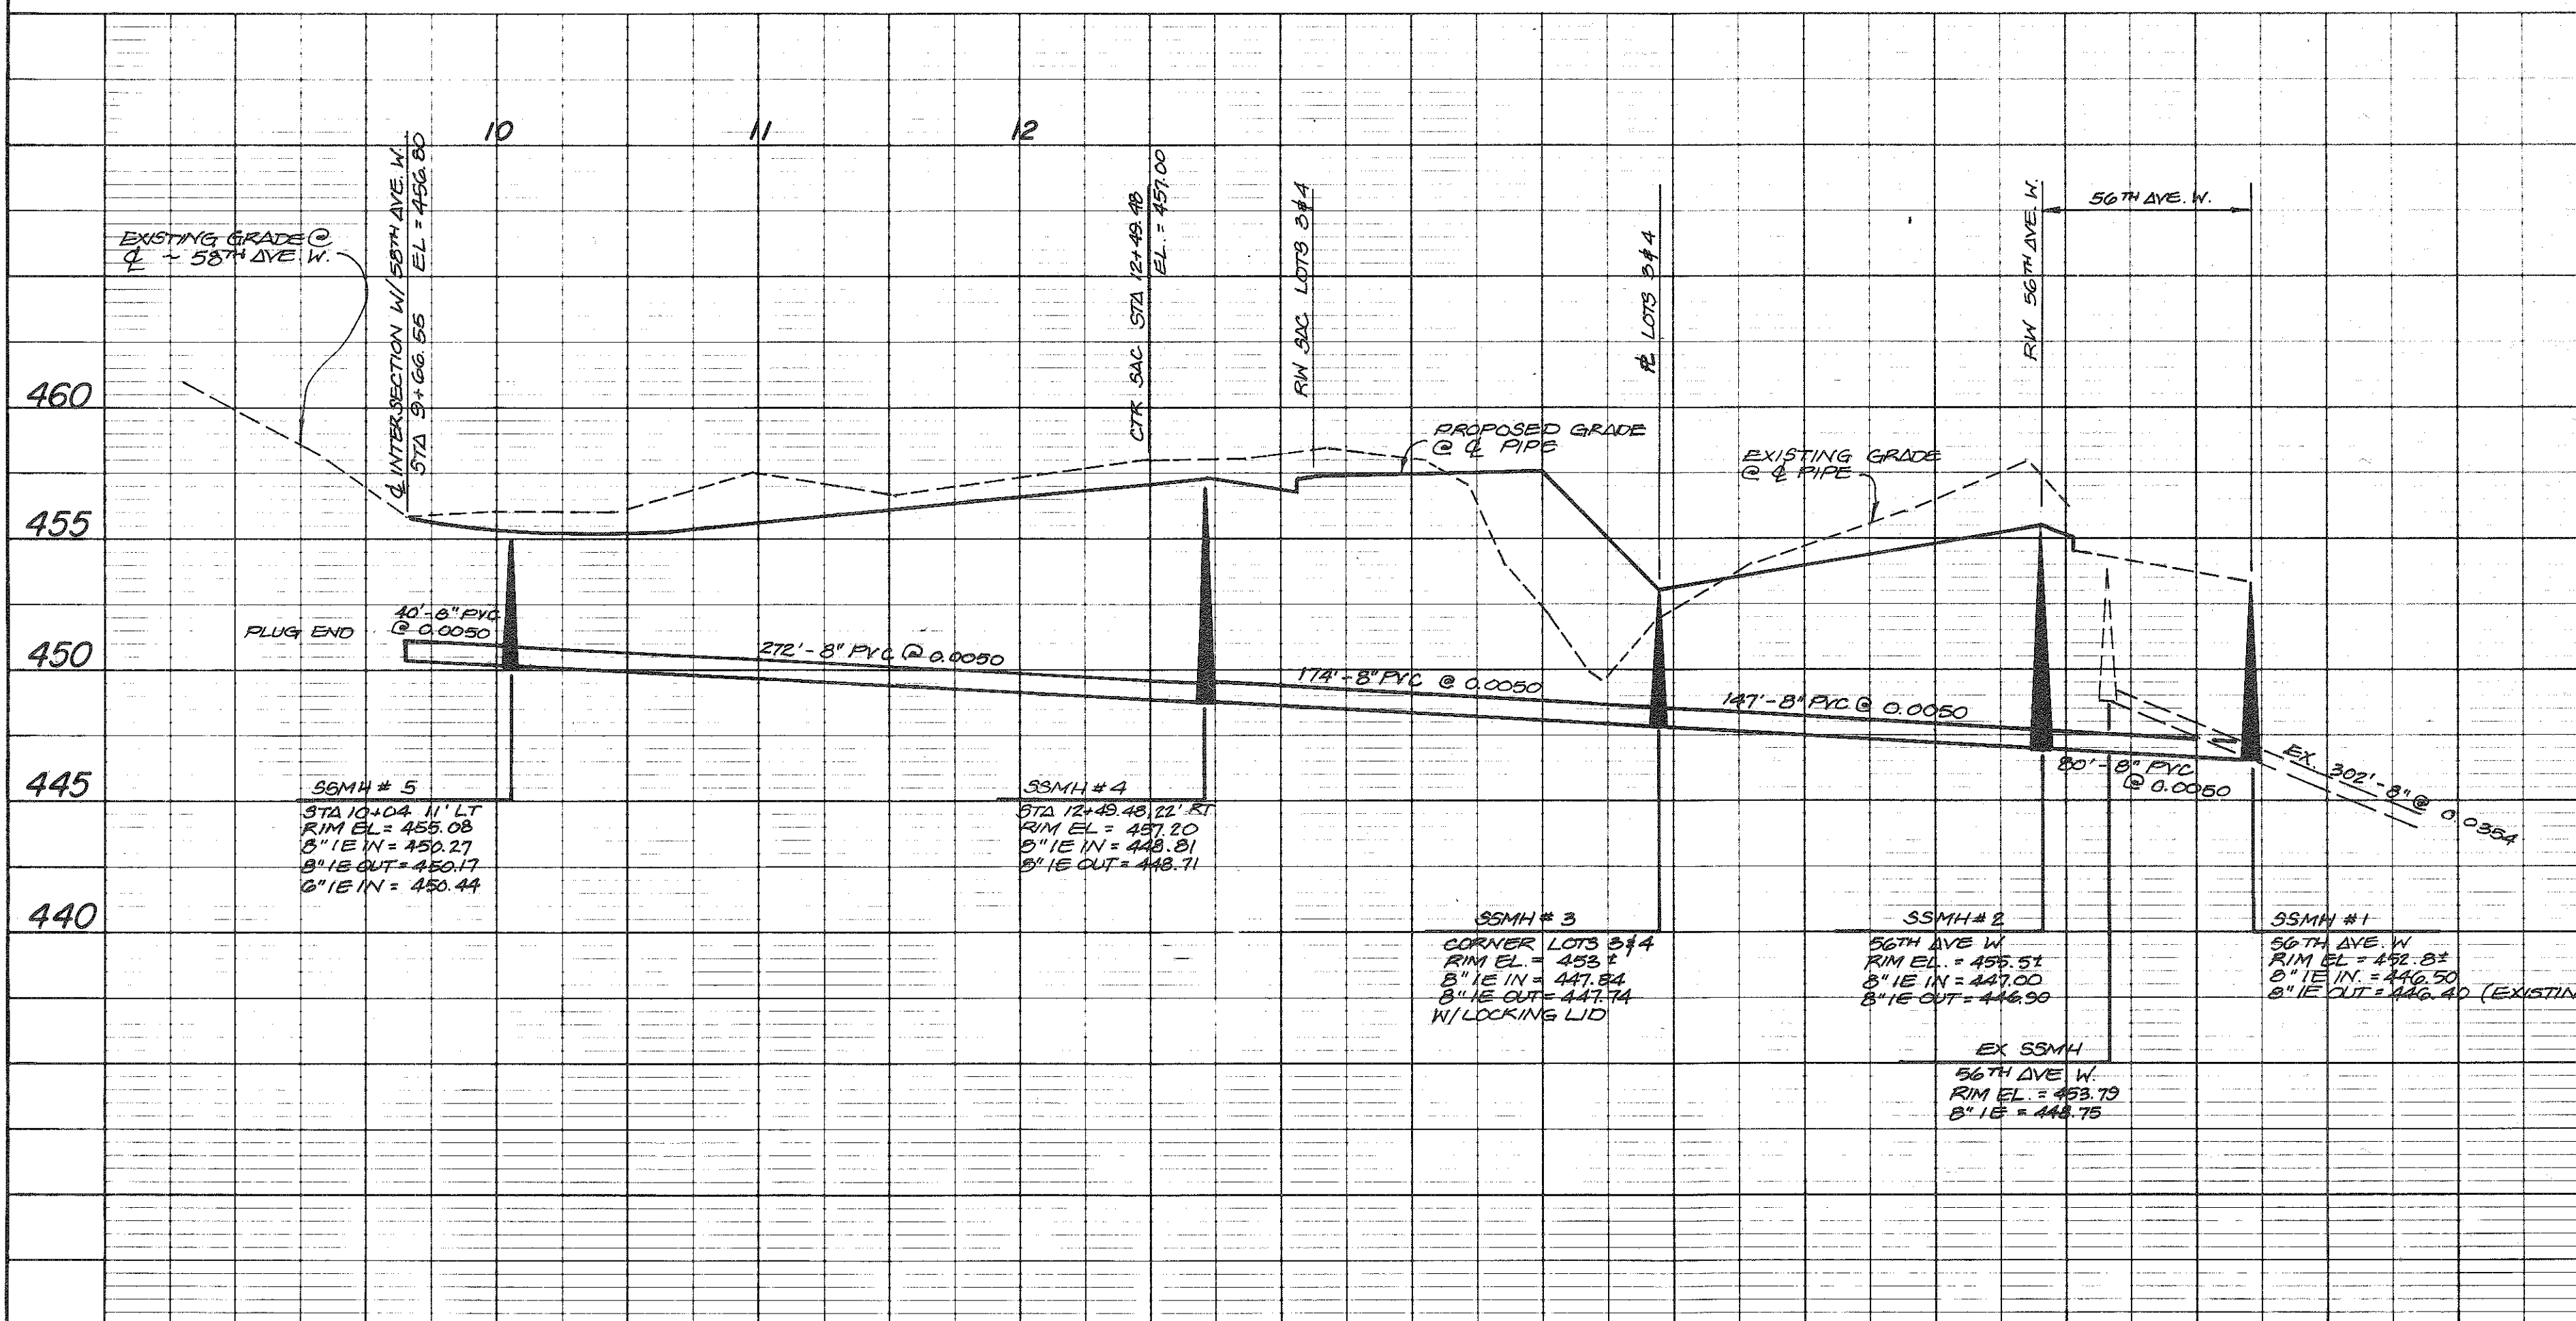 10
11
12
EXISTING GRADE @
℄ ~ 58TH AVE. W.
℄ INTERSECTION W/ 58TH AVE. W.
STA 9+66.55 EL = 456.80
CTR SAC STA 12+49.48
EL. = 457.00
RW SAC LOTS 3&4
PROPOSED GRADE
@ ℄ PIPE
⅊ LOTS 3&4
EXISTING GRADE
@ ℄ PIPE
RW 56TH AVE. W.
56TH AVE. W.
460
455
450
445
440
PLUG END
40'-8" PVC
@ 0.0050
272'-8" PVC @ 0.0050
174'-8" PVC @ 0.0050
147'-8" PVC @ 0.0050
80'-8" PVC
@ 0.0050
EX. 302'-8" @ 0.0354
SSMH # 5
STA 10+04 11' LT
RIM EL = 455.08
8" IE IN = 450.27
8" IE OUT = 450.17
6" IE IN = 450.44
SSMH # 4
STA 12+49.48, 22' RT
RIM EL = 457.20
8" IE IN = 448.81
8" IE OUT = 448.71
SSMH # 3
CORNER LOTS 3&4
RIM EL. = 453 ±
8" IE IN = 447.84
8" IE OUT = 447.74
W/ LOCKING LID
SSMH # 2
56TH AVE W.
RIM EL. = 455.5±
8" IE IN = 447.00
8" IE OUT = 446.90
SSMH #1
56TH AVE. W
RIM EL = 452.8±
8" IE IN. = 446.50
8" IE OUT = 446.40 (EXISTIN
EX SSMH
56TH AVE W.
RIM EL. = 453.79
8" IE = 448.75